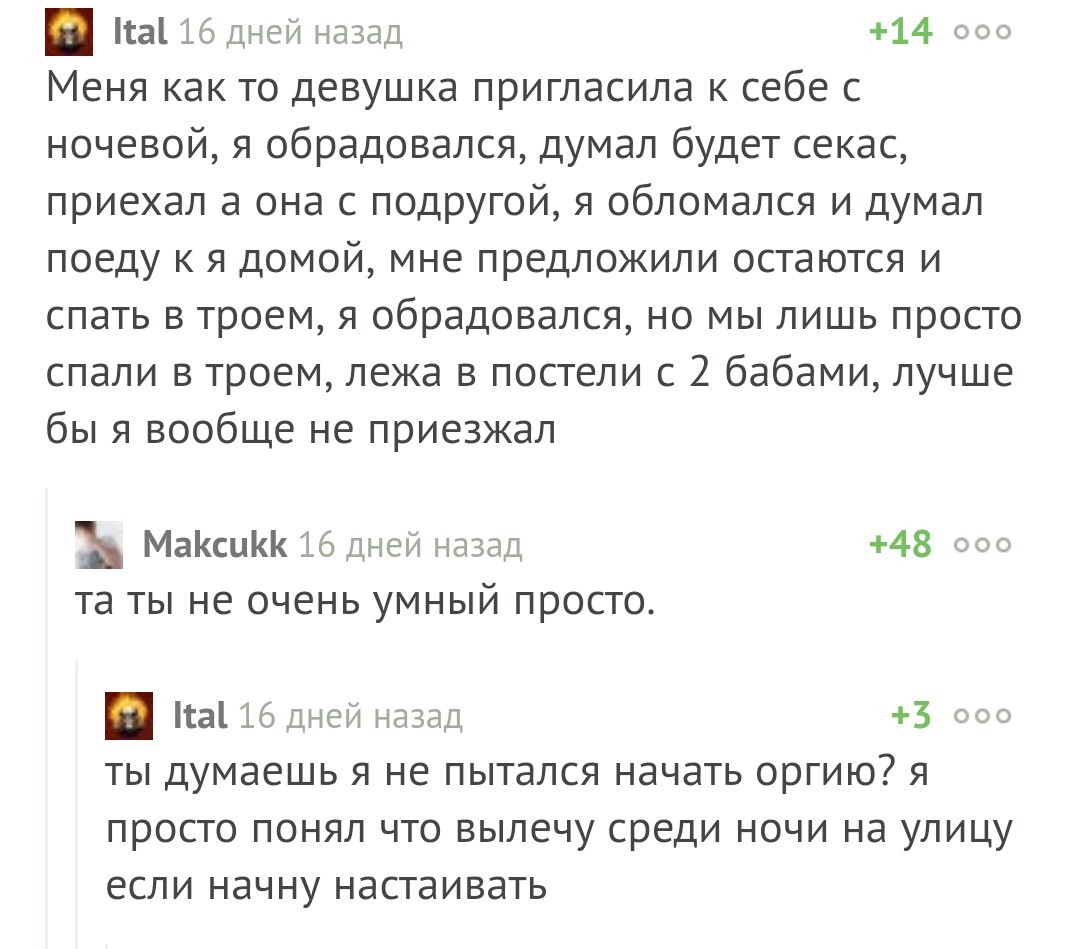 Ital 16 дней назад +14
Меня как то девушка пригласила к себе с
ночевой, я обрадовался, думал будет секас,
приехал а она с подругой, я обломался и думал
поеду к я домой, мне предложили остаются и
спать в троем, я обрадовался, но мы лишь просто
спали в троем, лежа в постели с 2 бабами, лучше
бы я вообще не приезжал
Makcukk 16 дней назад +48
та ты не очень умный просто.
Ital 16 дней назад +3
ты думаешь я не пытался начать оргию? я
просто понял что вылечу среди ночи на улицу
если начну настаивать